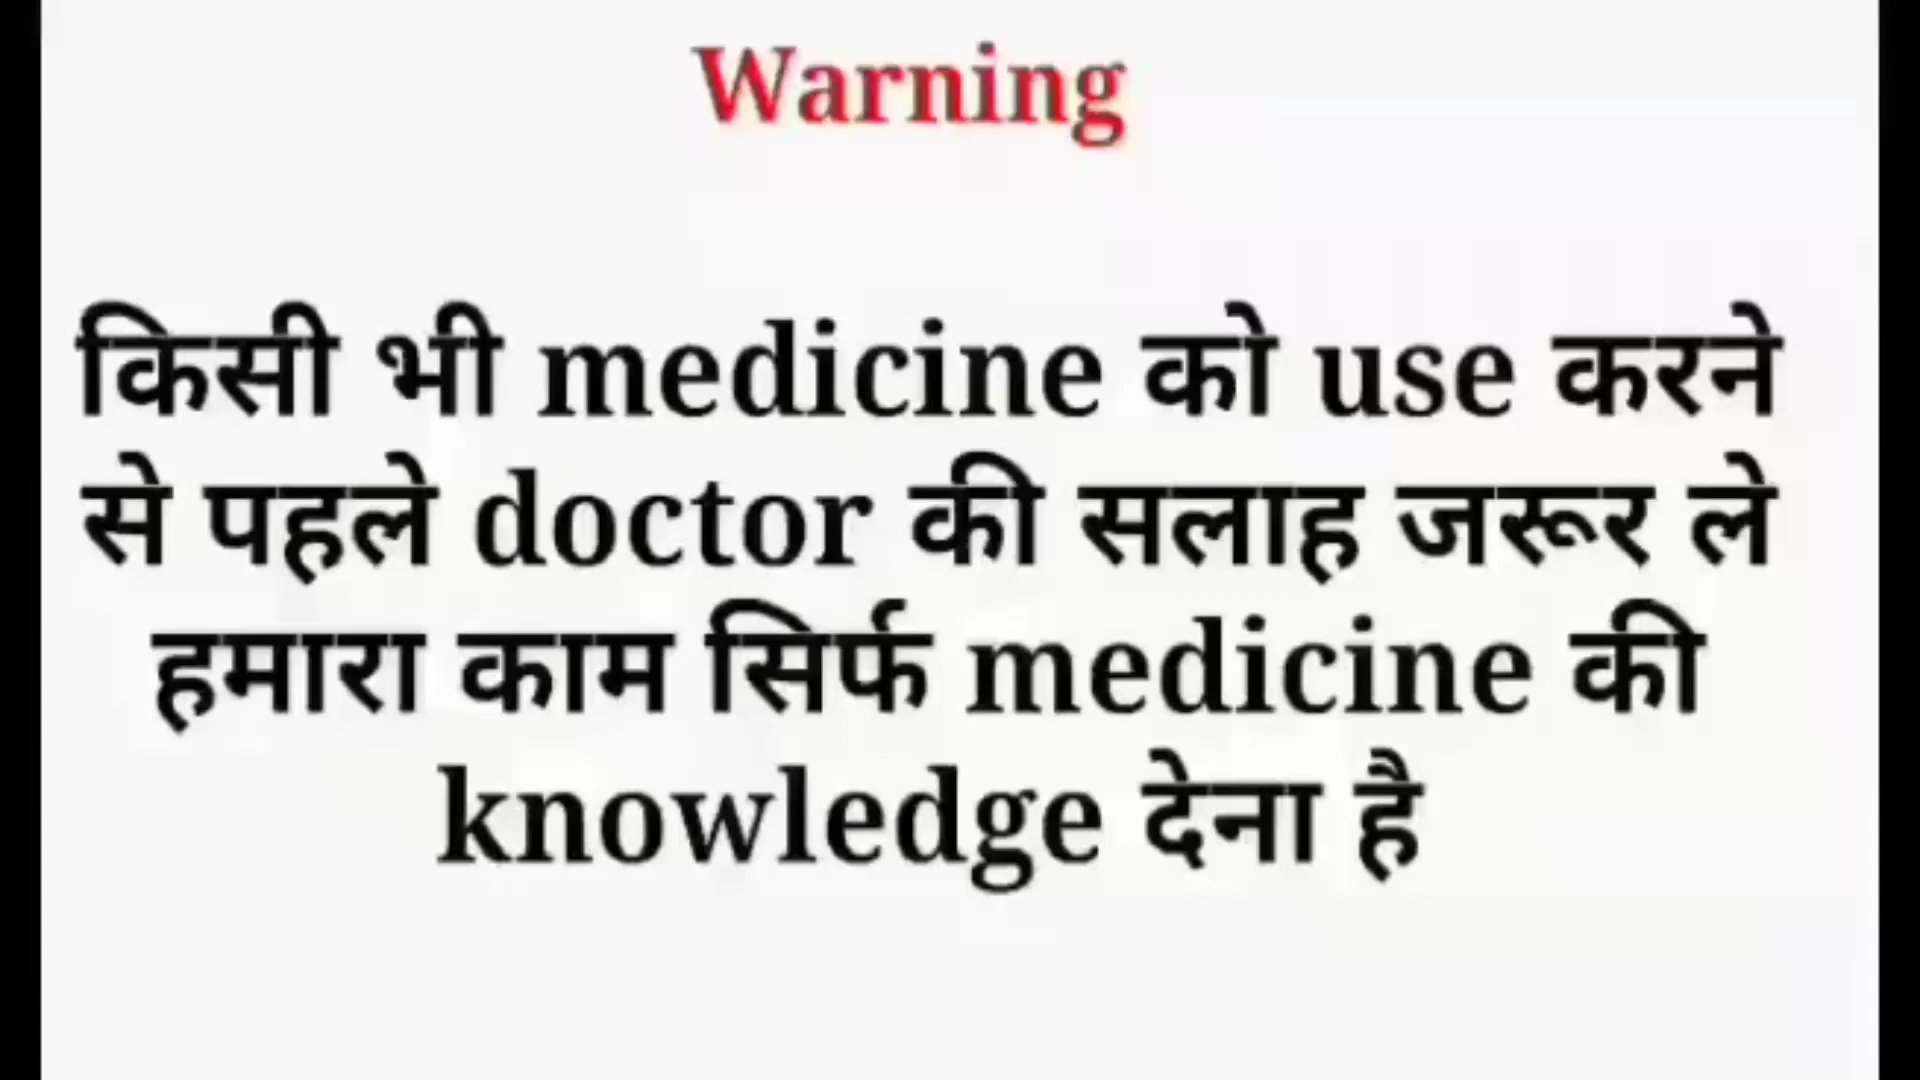 Warning
किसी भी medicine को use करने
से पहले doctor की सलाह जरूर ले
हमारा काम सिर्फ medicine की
knowledge देना है